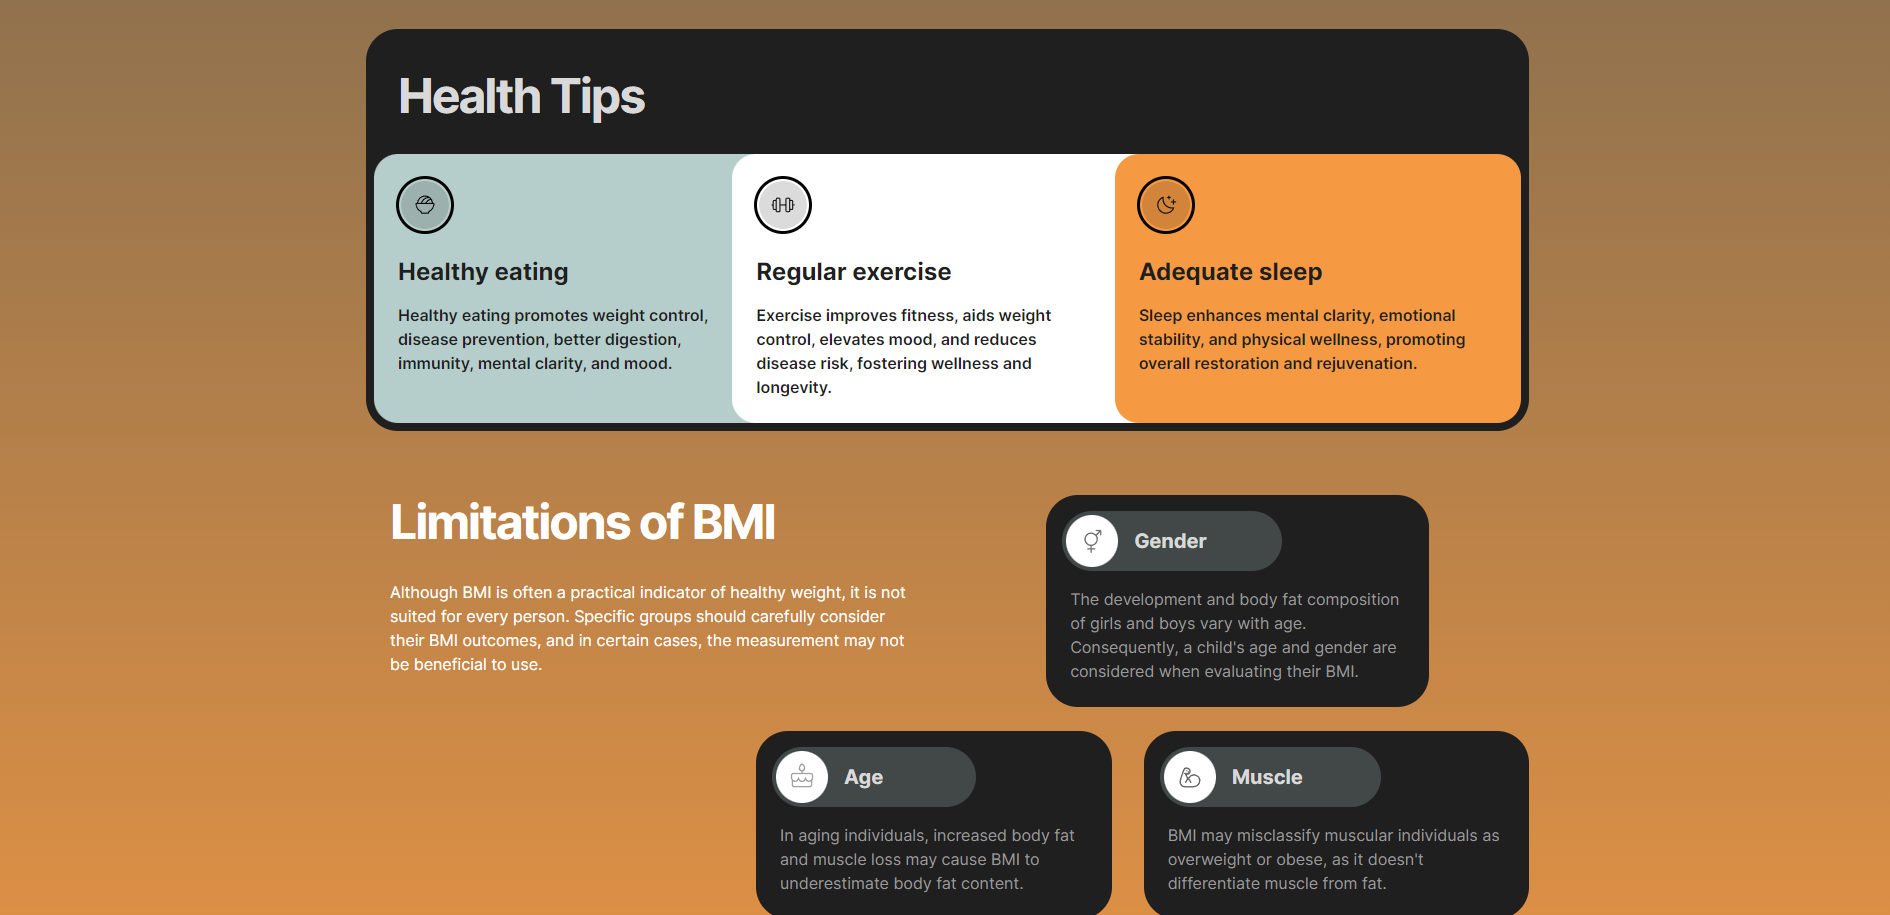 Health Tips
Healthy eating
Healthy eating promotes weight control,
disease prevention, better digestion,
immunity, mental clarity, and mood.
Regular exercise
Exercise improves fitness, aids weight
control, elevates mood, and reduces
disease risk, fostering wellness and
longevity.
Adequate sleep
Sleep enhances mental clarity, emotional
stability, and physical wellness, promoting
overall restoration and rejuvenation.
Limitations of BMI
Although BMI is often a practical indicator of healthy weight, it is not
suited for every person. Specific groups should carefully consider
their BMI outcomes, and in certain cases, the measurement may not
be beneficial to use.
Gender
The development and body fat composition
of girls and boys vary with age.
Consequently, a child's age and gender are
considered when evaluating their BMI.
Age
In aging individuals, increased body fat
and muscle loss may cause BMI to
underestimate body fat content.
Muscle
BMI may misclassify muscular individuals as
overweight or obese, as it doesn't
differentiate muscle from fat.